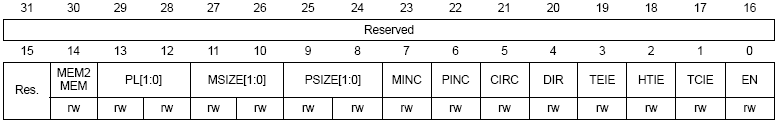 31 30 29 28 27 26 25 24 23 22 21 20 19 18 17 16
Reserved
15 14 13 12 11 10 9 8 7 6 5 4 3 2 1 0
Res. MEM2 MEM PL[1:0] MSIZE[1:0] PSIZE[1:0] MINC PINC CIRC DIR TEIE HTIE TCIE EN
rw rw rw rw rw rw rw rw rw rw rw rw rw rw rw